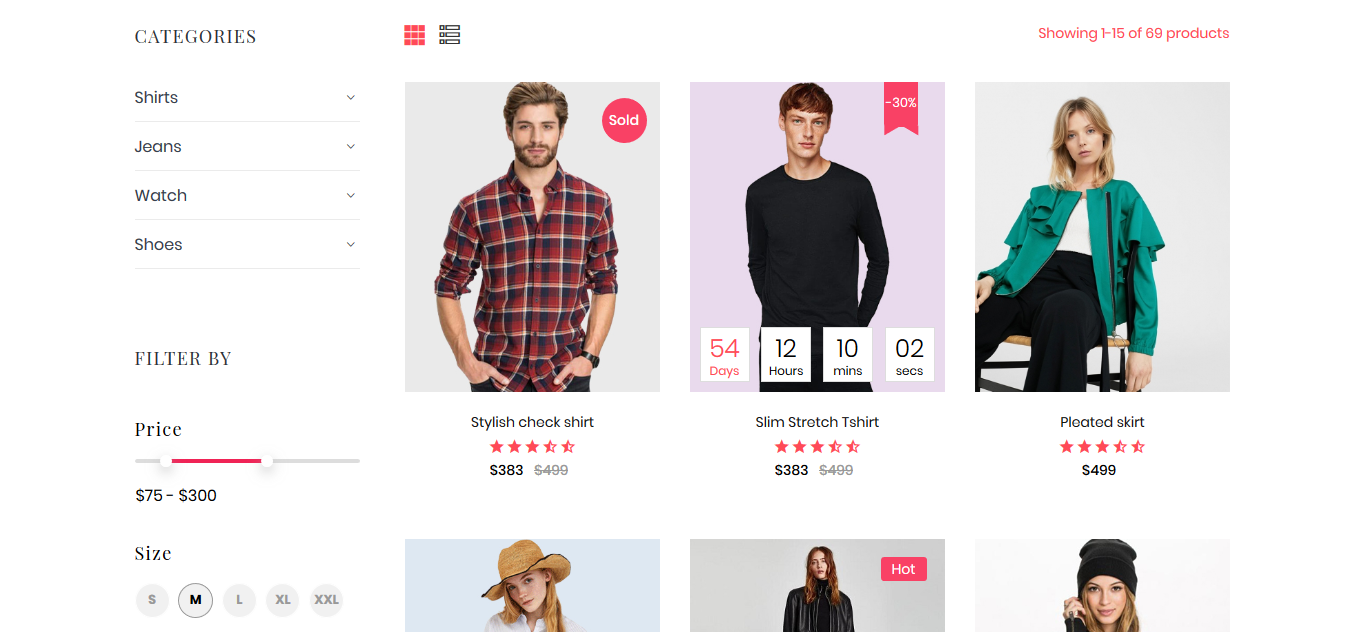 CATEGORIES
Shirts
Jeans
Watch
Shoes
FILTER BY
Price
$75 - $300
Size
S M L XL XXL
Showing 1-15 of 69 products
Sold
-30%
54 12 10 02
Days Hours mins secs
Stylish check shirt
$383 $499
Slim Stretch Tshirt
$383 $499
Pleated skirt
$499
Hot